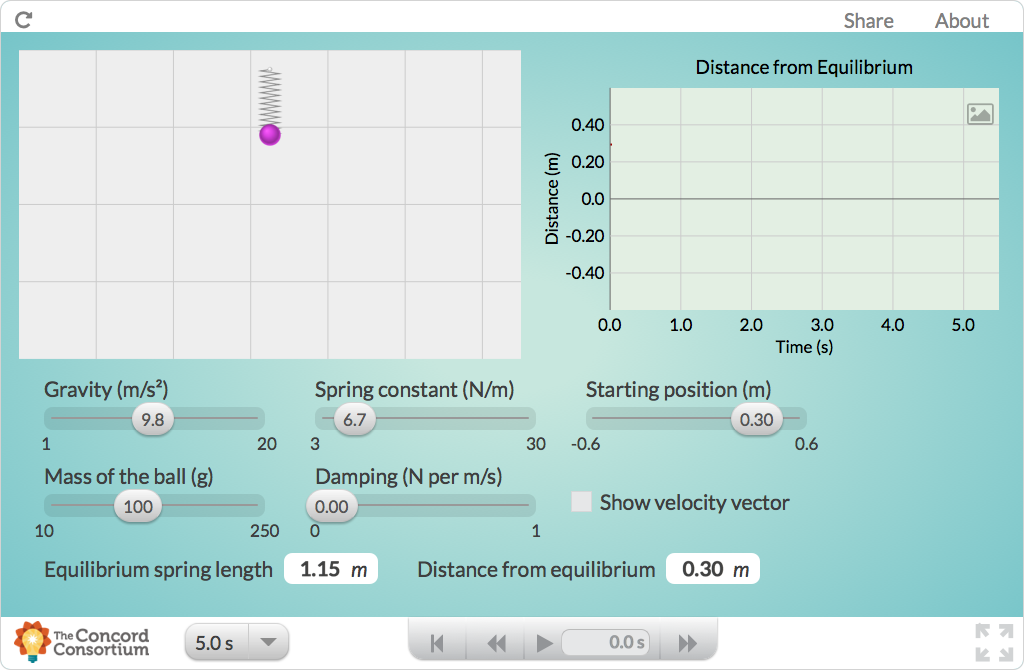 Share About
Distance from Equilibrium
0.40
0.20
0.0
-0.20
-0.40
Distance (m)
0.0 1.0 2.0 3.0 4.0 5.0
Time (s)
Gravity (m/s²) Spring constant (N/m) Starting position (m)
9.8 6.7 0.30
1 20 3 30 -0.6 0.6
Mass of the ball (g) Damping (N per m/s)
100 0.00 Show velocity vector
10 250 0 1
Equilibrium spring length 1.15 m Distance from equilibrium 0.30 m
The Concord
Consortium
5.0 s 0.0 s